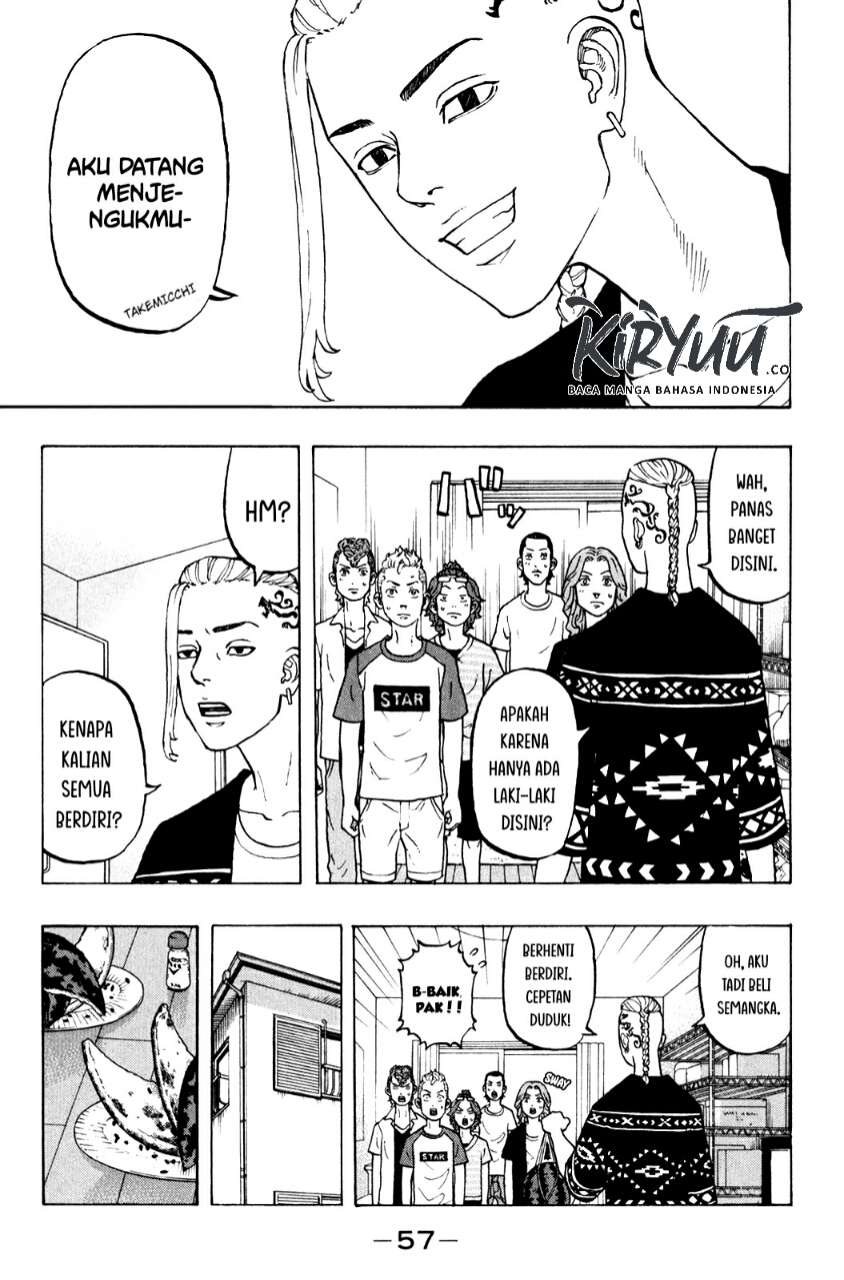 AKU DATANG
MENJE-
NGUKMU-
TAKEMICCHI
KiRYUU.CO
BACA MANGA BAHASA INDONESIA
WAH,
PANAS
BANGET
DISINI.
APAKAH
KARENA
HANYA ADA
LAKI-LAKI
DISINI?
STAR
HM?
KENAPA
KALIAN
SEMUA
BERDIRI?
OH, AKU
TADI BELI
SEMANGKA.
BERHENTI
BERDIRI.
CEPETAN
DUDUK!
B-BAIK,
PAK!!
SWAY
STAR
-57-